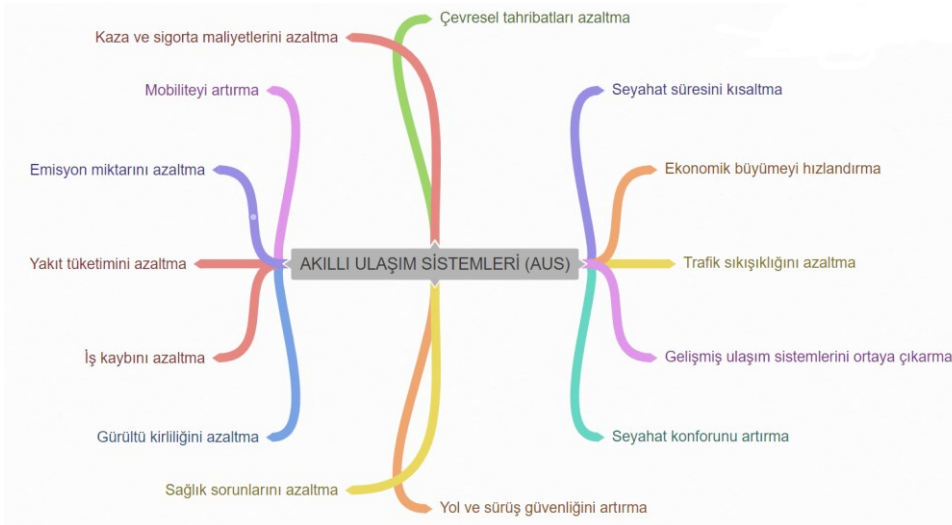 Çevresel tahribatları azaltma
Kaza ve sigorta maliyetlerini azaltma
Mobiliteyi artırma
Seyahat süresini kısaltma
Emisyon miktarını azaltma
Ekonomik büyümeyi hızlandırma
Yakıt tüketimini azaltma
AKILLI ULAŞIM SİSTEMLERİ (AUS)
Trafik sıkışıklığını azaltma
İş kaybını azaltma
Gelişmiş ulaşım sistemlerini ortaya çıkarma
Gürültü kirliliğini azaltma
Seyahat konforunu artırma
Sağlık sorunlarını azaltma
Yol ve sürüş güvenliğini artırma